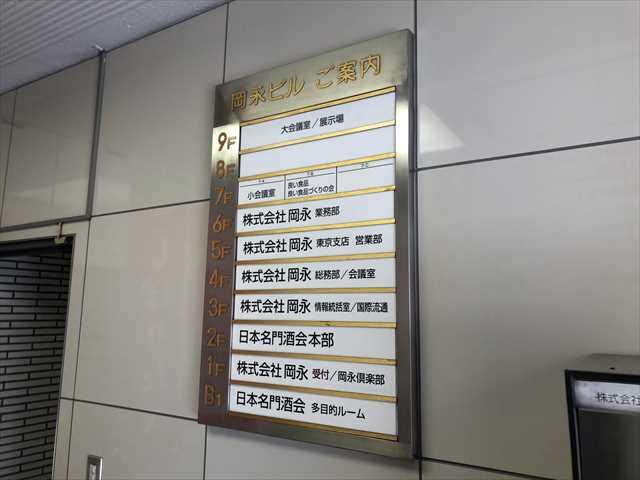 岡永ビル ご案内
9F 大会議室／展示場
8F
7F 小会議室 良い食品
良い食品づくりの会
6F 株式会社 岡永 業務部
5F 株式会社 岡永 東京支店 営業部
4F 株式会社 岡永 総務部／会議室
3F 株式会社 岡永 情報統括室／国際流通
2F 日本名門酒会本部
1F 株式会社 岡永 受付／岡永倶楽部
B1 日本名門酒会 多目的ルーム
株式会社